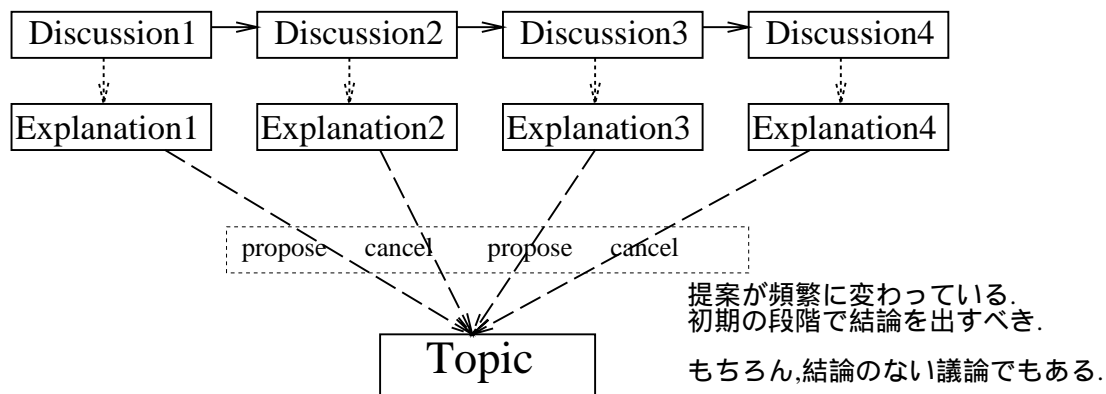 Discussion1 Discussion2 Discussion3 Discussion4
Explanation1 Explanation2 Explanation3 Explanation4
propose cancel propose cancel
提案が頻繁に変わっている.
初期の段階で結論を出すべき.
もちろん,結論のない議論でもある.
Topic